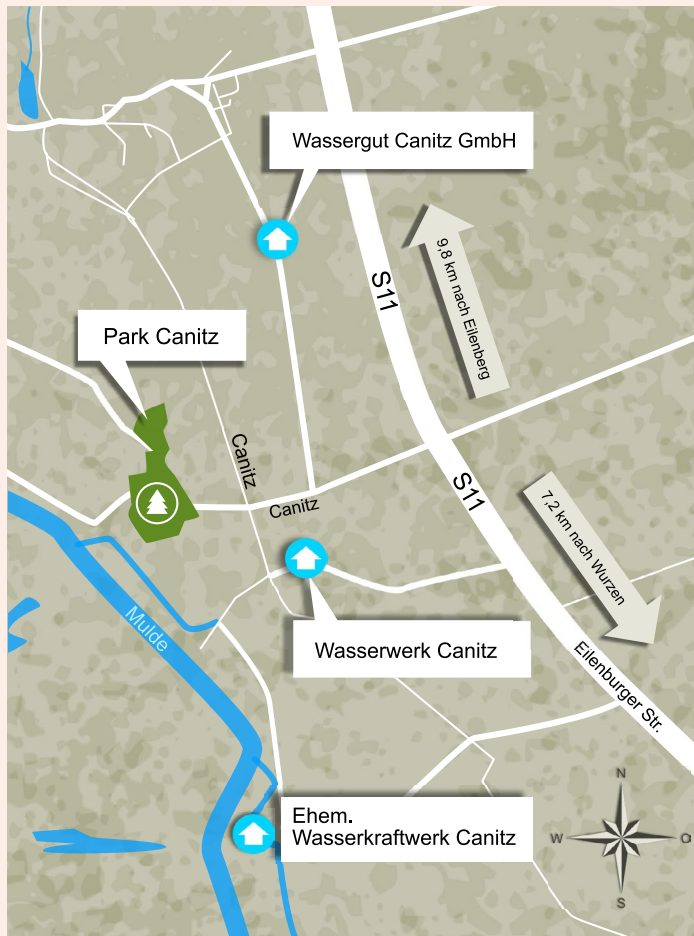 Wassergut Canitz GmbH
S11
9,8 km nach Eilenberg
Park Canitz
Canitz
Canitz
S11
7,2 km nach Wurzen
Mulde
Wasserwerk Canitz
Eilenburger Str.
Ehem.
Wasserkraftwerk Canitz
N
W
O
S